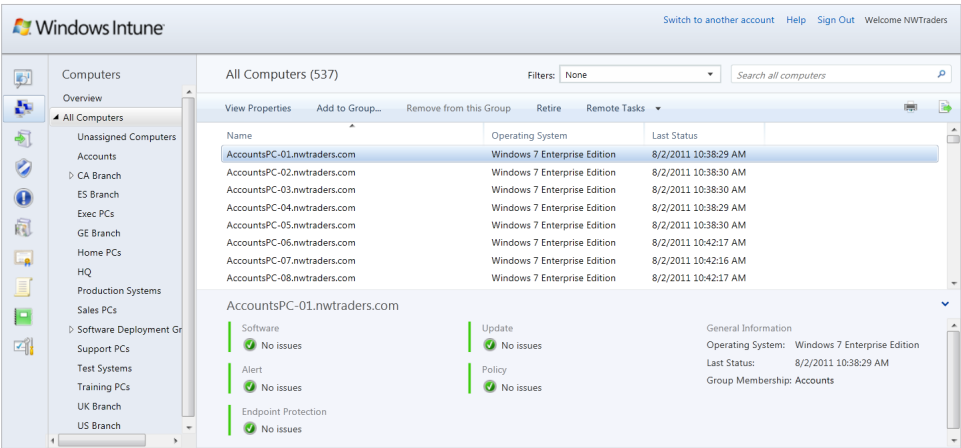 Switch to another account Help Sign Out Welcome NWTraders
Windows Intune
Computers
Overview
All Computers
Unassigned Computers
Accounts
CA Branch
ES Branch
Exec PCs
GE Branch
Home PCs
HQ
Production Systems
Sales PCs
Software Deployment Gr
Support PCs
Test Systems
Training PCs
UK Branch
US Branch
All Computers (537)
Filters: None
Search all computers
View Properties Add to Group... Remove from this Group Retire Remote Tasks
Name Operating System Last Status
AccountsPC-01.nwtraders.com Windows 7 Enterprise Edition 8/2/2011 10:38:29 AM
AccountsPC-02.nwtraders.com Windows 7 Enterprise Edition 8/2/2011 10:38:30 AM
AccountsPC-03.nwtraders.com Windows 7 Enterprise Edition 8/2/2011 10:38:30 AM
AccountsPC-04.nwtraders.com Windows 7 Enterprise Edition 8/2/2011 10:38:29 AM
AccountsPC-05.nwtraders.com Windows 7 Enterprise Edition 8/2/2011 10:38:30 AM
AccountsPC-06.nwtraders.com Windows 7 Enterprise Edition 8/2/2011 10:42:17 AM
AccountsPC-07.nwtraders.com Windows 7 Enterprise Edition 8/2/2011 10:42:16 AM
AccountsPC-08.nwtraders.com Windows 7 Enterprise Edition 8/2/2011 10:42:17 AM
AccountsPC-01.nwtraders.com
Software
No issues
Alert
No issues
Endpoint Protection
No issues
Update
No issues
Policy
No issues
General Information
Operating System: Windows 7 Enterprise Edition
Last Status: 8/2/2011 10:38:29 AM
Group Membership: Accounts